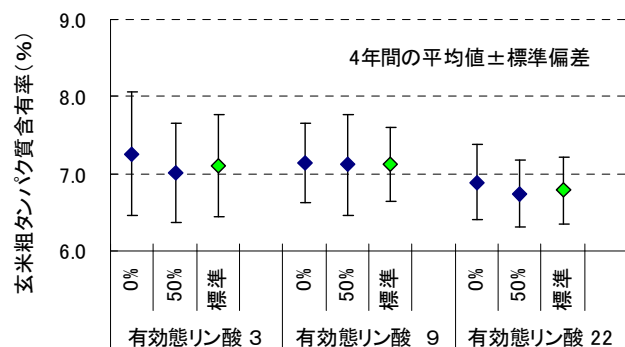 9.0
4年間の平均値±標準偏差
8.0
7.0
6.0
玄米粗タンパク質含有率(%)
0% 50% 標準 0% 50% 標準 0% 50% 標準
有効態リン酸 3 有効態リン酸 9 有効態リン酸 22